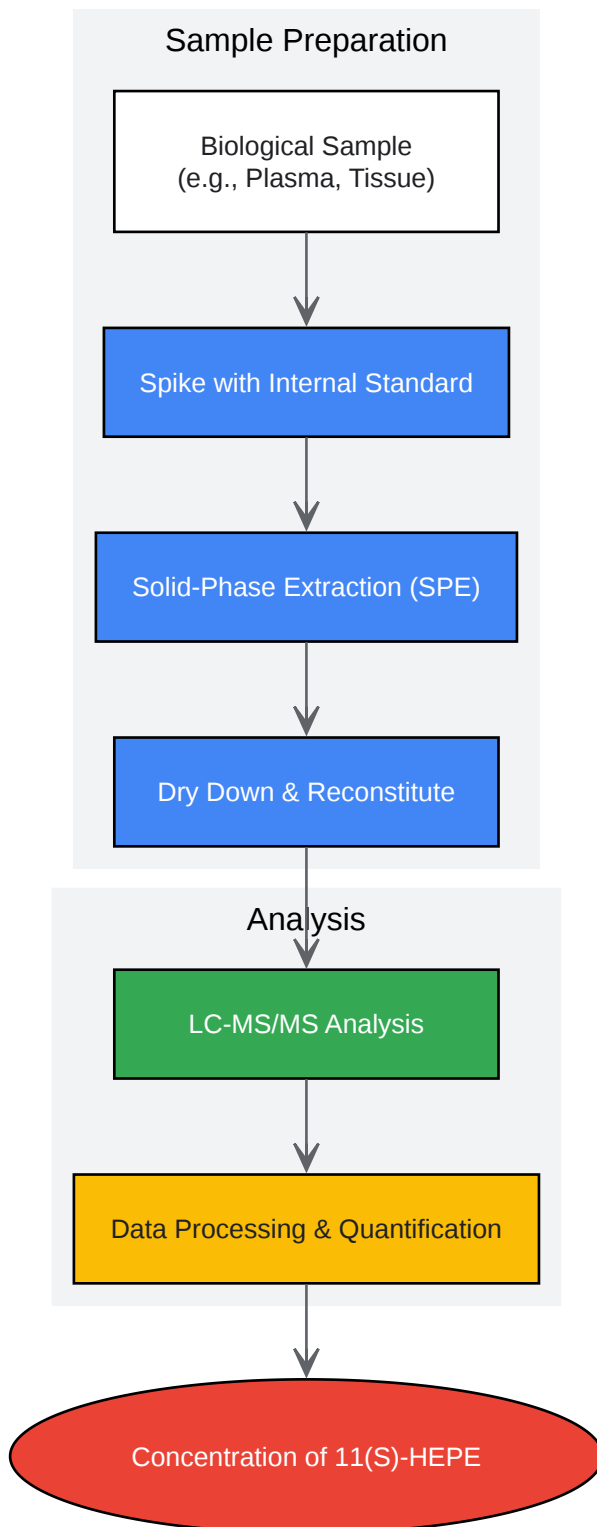 Sample Preparation
Biological Sample
(e.g., Plasma, Tissue)
Spike with Internal Standard
Solid-Phase Extraction (SPE)
Dry Down & Reconstitute
Analysis
LC-MS/MS Analysis
Data Processing & Quantification
Concentration of 11(S)-HEPE